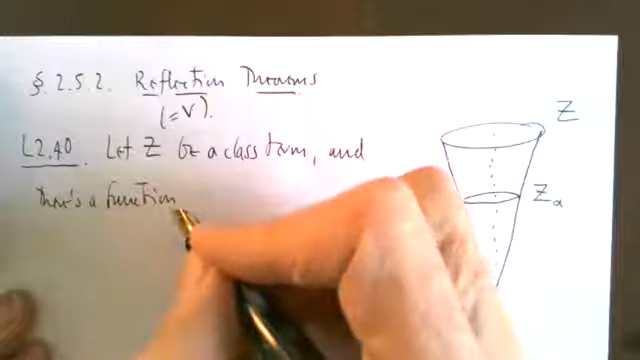 § 2.5.2. Reflection Theorems
(=V).
L2.40. Let Z be a class term, and
there's a function
Z
Zα